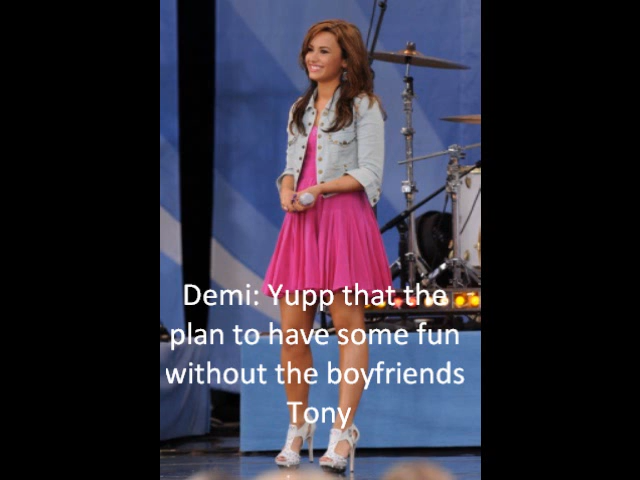 Demi: Yupp that the
plan to have some fun
without the boyfriends
Tony